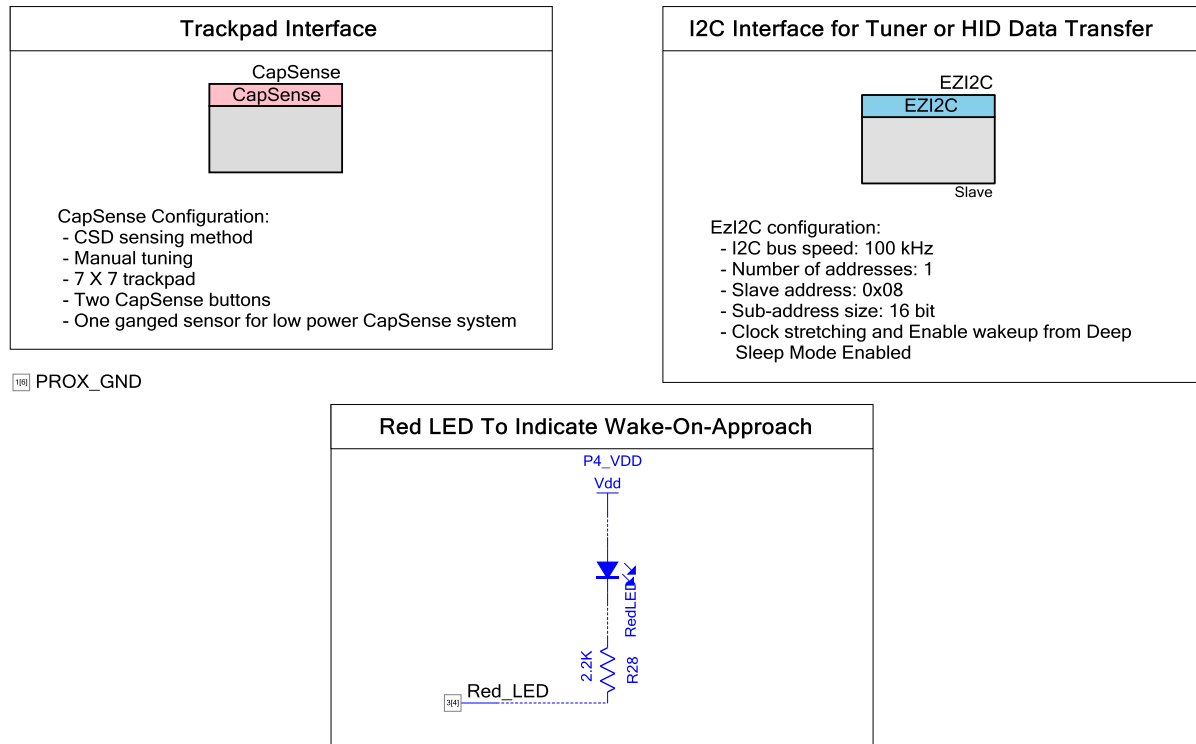 Trackpad Interface
CapSense
CapSense
CapSense Configuration:
- CSD sensing method
- Manual tuning
- 7 X 7 trackpad
- Two CapSense buttons
- One ganged sensor for low power CapSense system
I2C Interface for Tuner or HID Data Transfer
EZI2C
EZI2C
Slave
EzI2C configuration:
- I2C bus speed: 100 kHz
- Number of addresses: 1
- Slave address: 0x08
- Sub-address size: 16 bit
- Clock stretching and Enable wakeup from Deep
Sleep Mode Enabled
1[6] PROX_GND
Red LED To Indicate Wake-On-Approach
P4_VDD
Vdd
RedLED
2.2K
R28
Red_LED
3[4]